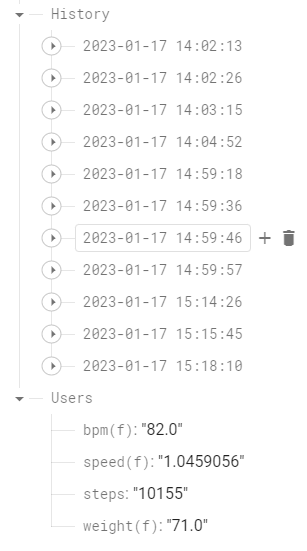 History
2023-01-17 14:02:13
2023-01-17 14:02:26
2023-01-17 14:03:15
2023-01-17 14:04:52
2023-01-17 14:59:18
2023-01-17 14:59:36
2023-01-17 14:59:46
2023-01-17 14:59:57
2023-01-17 15:14:26
2023-01-17 15:15:45
2023-01-17 15:18:10
Users
bpm(f): "82.0"
speed(f): "1.0459056"
steps: "10155"
weight(f): "71.0"